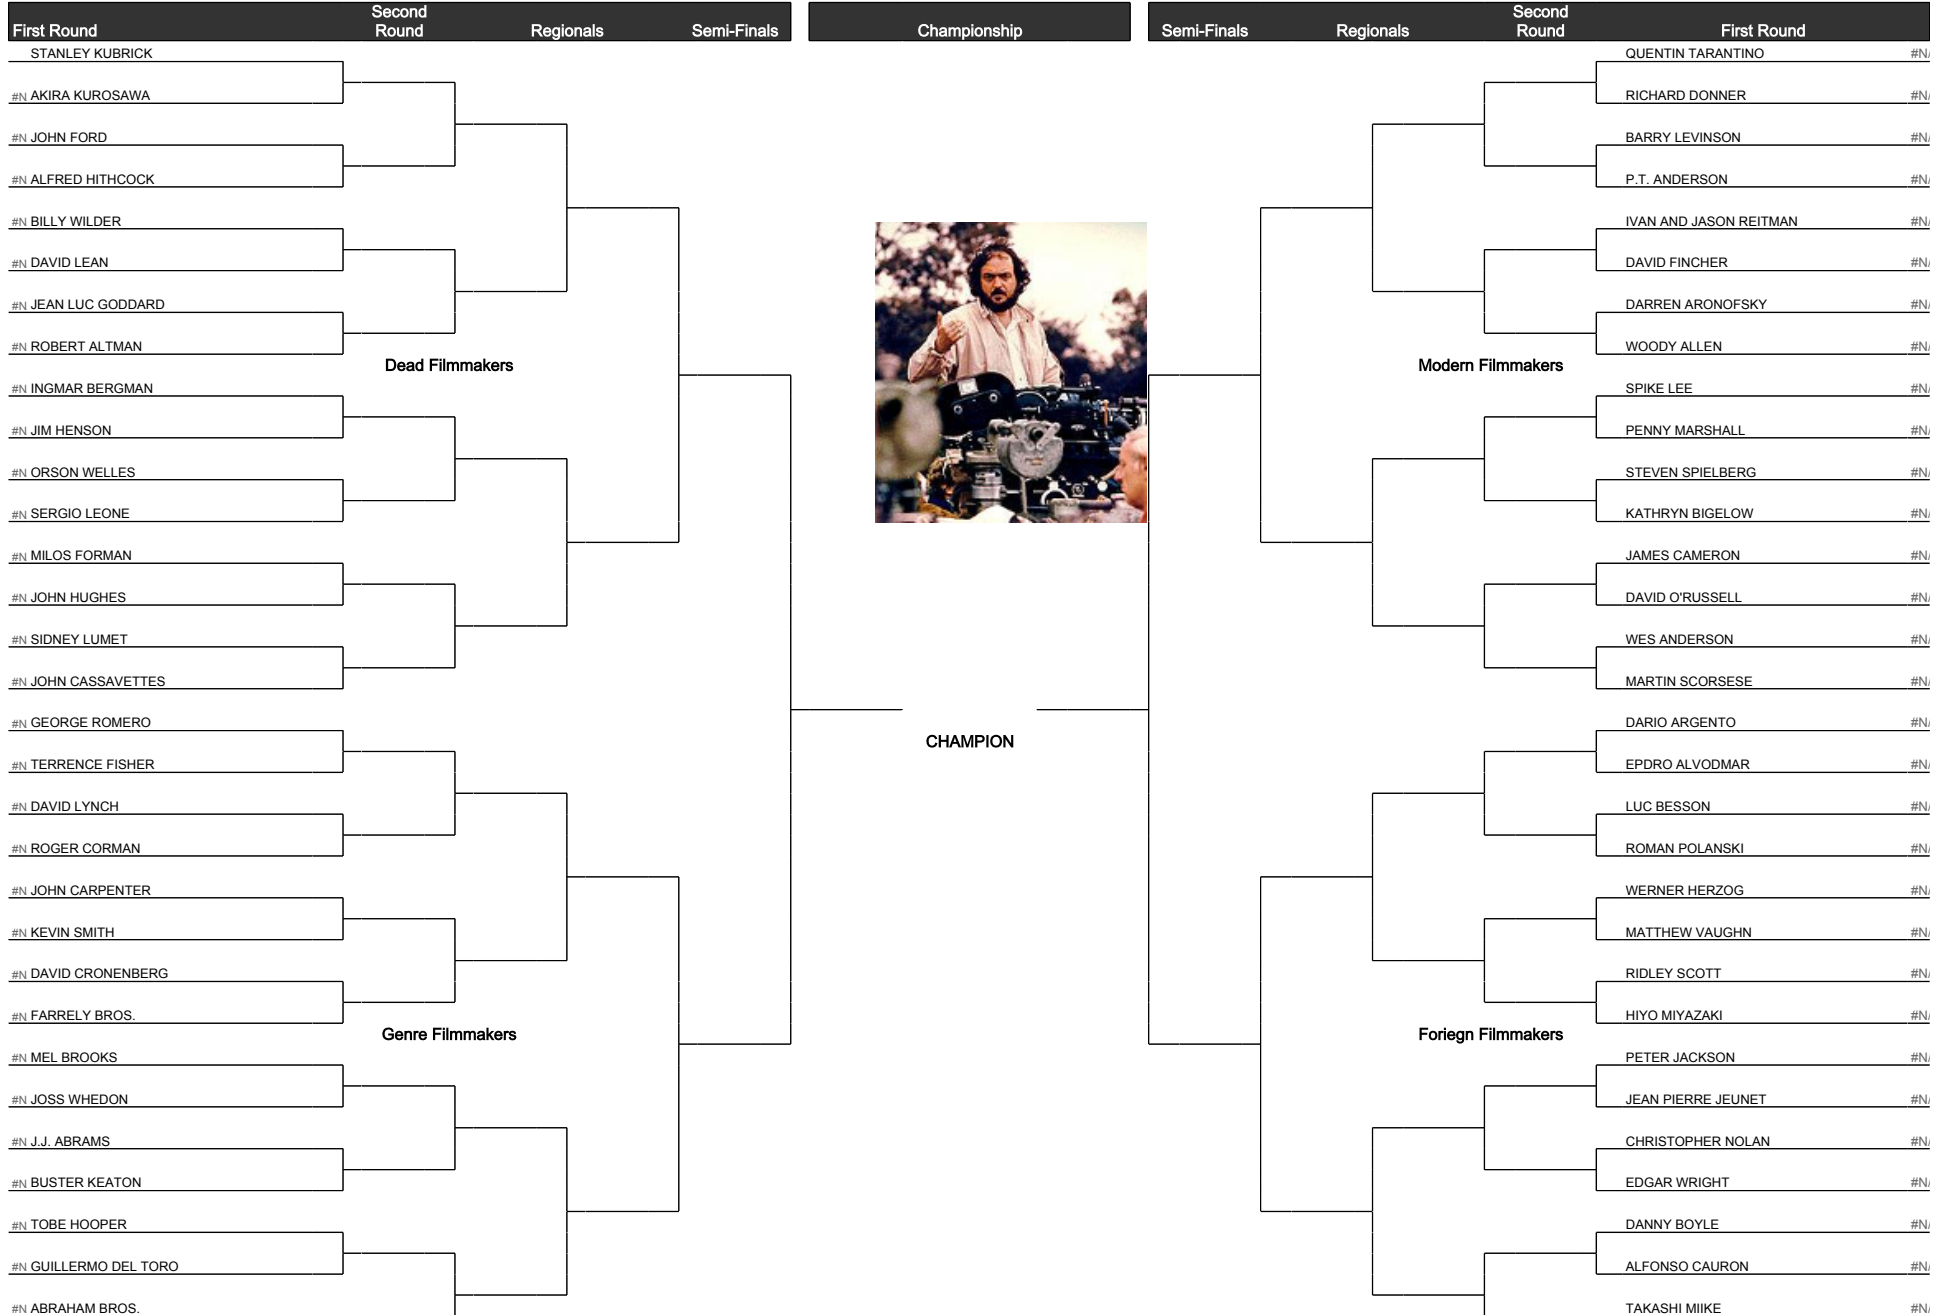 First Round Second Round Regionals Semi-Finals Championship Semi-Finals Regionals Second Round First Round
STANLEY KUBRICK
#N AKIRA KUROSAWA
#N JOHN FORD
#N ALFRED HITHCOCK
#N BILLY WILDER
#N DAVID LEAN
#N JEAN LUC GODDARD
#N ROBERT ALTMAN
Dead Filmmakers
#N INGMAR BERGMAN
#N JIM HENSON
#N ORSON WELLES
#N SERGIO LEONE
#N MILOS FORMAN
#N JOHN HUGHES
#N SIDNEY LUMET
#N JOHN CASSAVETTES
#N GEORGE ROMERO
#N TERRENCE FISHER
#N DAVID LYNCH
#N ROGER CORMAN
#N JOHN CARPENTER
#N KEVIN SMITH
#N DAVID CRONENBERG
#N FARRELY BROS.
Genre Filmmakers
#N MEL BROOKS
#N JOSS WHEDON
#N J.J. ABRAMS
#N BUSTER KEATON
#N TOBE HOOPER
#N GUILLERMO DEL TORO
#N ABRAHAM BROS.
CHAMPION
QUENTIN TARANTINO #N/
RICHARD DONNER #N/
BARRY LEVINSON #N/
P.T. ANDERSON #N/
IVAN AND JASON REITMAN #N/
DAVID FINCHER #N/
DARREN ARONOFSKY #N/
WOODY ALLEN #N/
Modern Filmmakers
SPIKE LEE #N/
PENNY MARSHALL #N/
STEVEN SPIELBERG #N/
KATHRYN BIGELOW #N/
JAMES CAMERON #N/
DAVID O'RUSSELL #N/
WES ANDERSON #N/
MARTIN SCORSESE #N/
DARIO ARGENTO #N/
EPDRO ALVODMAR #N/
LUC BESSON #N/
ROMAN POLANSKI #N/
WERNER HERZOG #N/
MATTHEW VAUGHN #N/
RIDLEY SCOTT #N/
HIYO MIYAZAKI #N/
Foriegn Filmmakers
PETER JACKSON #N/
JEAN PIERRE JEUNET #N/
CHRISTOPHER NOLAN #N/
EDGAR WRIGHT #N/
DANNY BOYLE #N/
ALFONSO CAURON #N/
TAKASHI MIIKE #N/